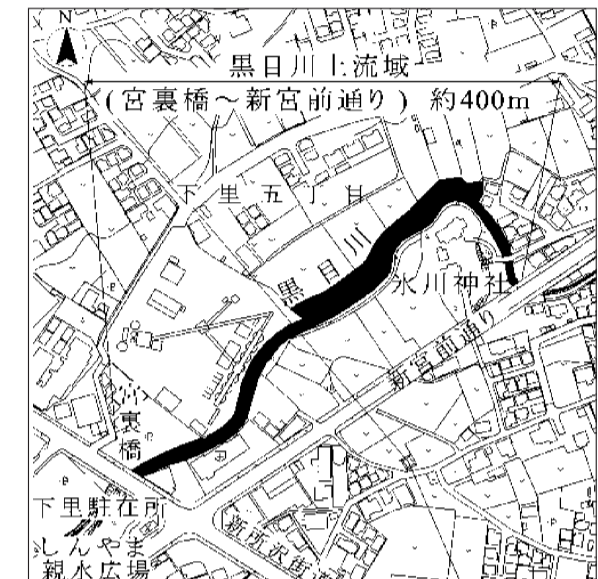 N
黒目川上流域
(宮裏橋～新宮前通り) 約400m
下里五丁目
黒目川
氷川神社
新宮前通り
裏橋
下里駐在所
新所沢街道
しんやま
親水広場